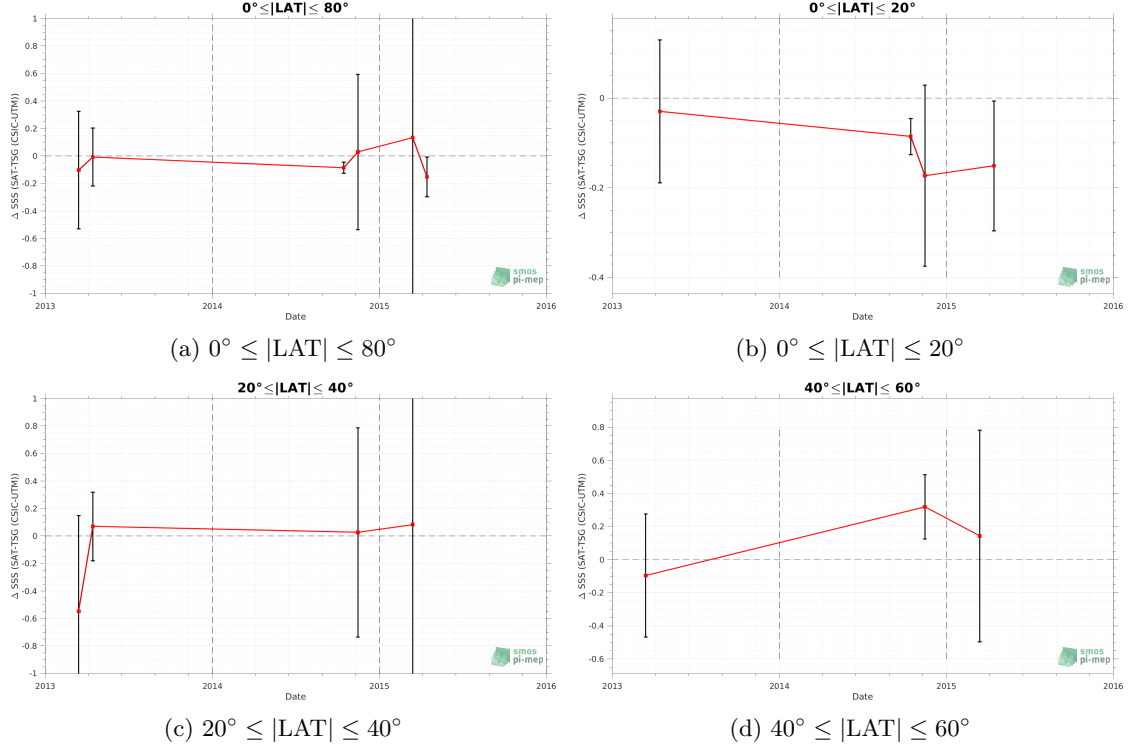 0°≤|LAT|≤ 80°
1
0.8
0.6
0.4
0.2
0
-0.2
-0.4
-0.6
-0.8
-1
Δ SSS (SAT-TSG (CSIC-UTM))
2013
2014
2015
2016
Date
smos
pi-mep
(a) 0° ≤ |LAT| ≤ 80°
0°≤|LAT|≤ 20°
0
-0.2
-0.4
Δ SSS (SAT-TSG (CSIC-UTM))
2013
2014
2015
2016
Date
smos
pi-mep
(b) 0° ≤ |LAT| ≤ 20°
20°≤|LAT|≤ 40°
1
0.8
0.6
0.4
0.2
0
-0.2
-0.4
-0.6
-0.8
-1
Δ SSS (SAT-TSG (CSIC-UTM))
2013
2014
2015
2016
Date
smos
pi-mep
(c) 20° ≤ |LAT| ≤ 40°
40°≤|LAT|≤ 60°
0.8
0.6
0.4
0.2
0
-0.2
-0.4
-0.6
Δ SSS (SAT-TSG (CSIC-UTM))
2013
2014
2015
2016
Date
smos
pi-mep
(d) 40° ≤ |LAT| ≤ 60°